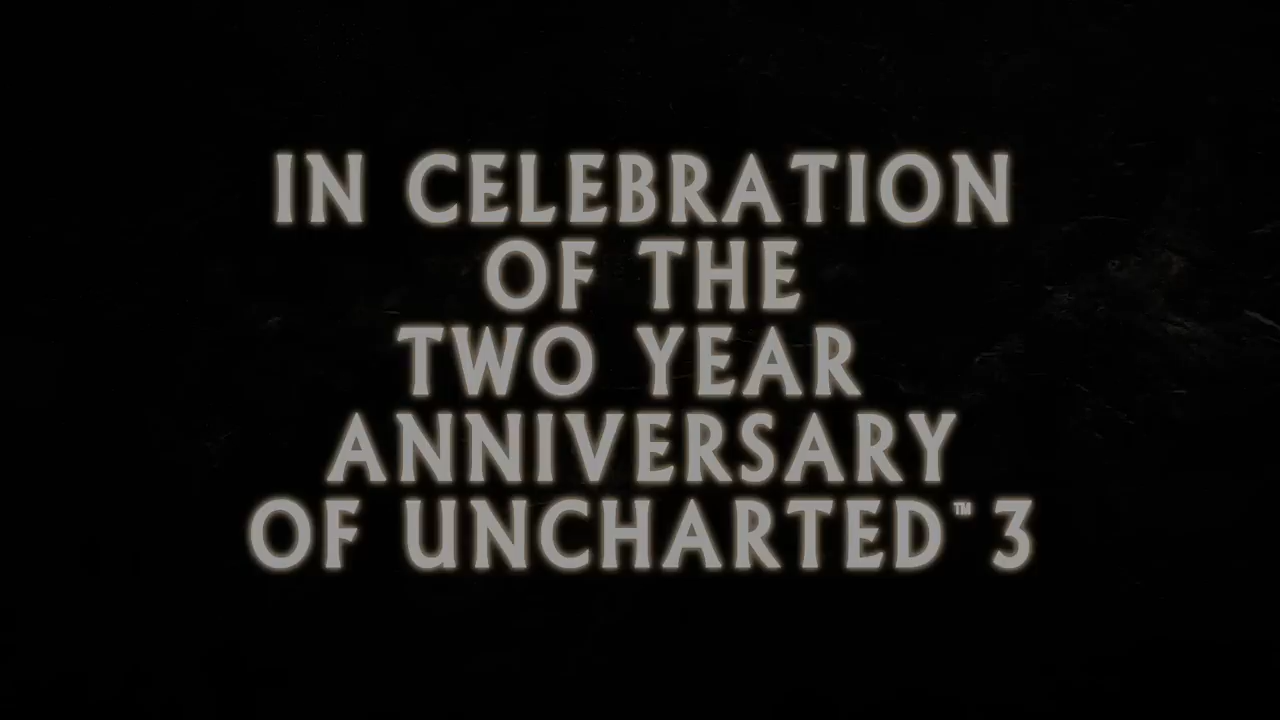 IN CELEBRATION
OF THE
TWO YEAR
ANNIVERSARY
OF UNCHARTED™ 3